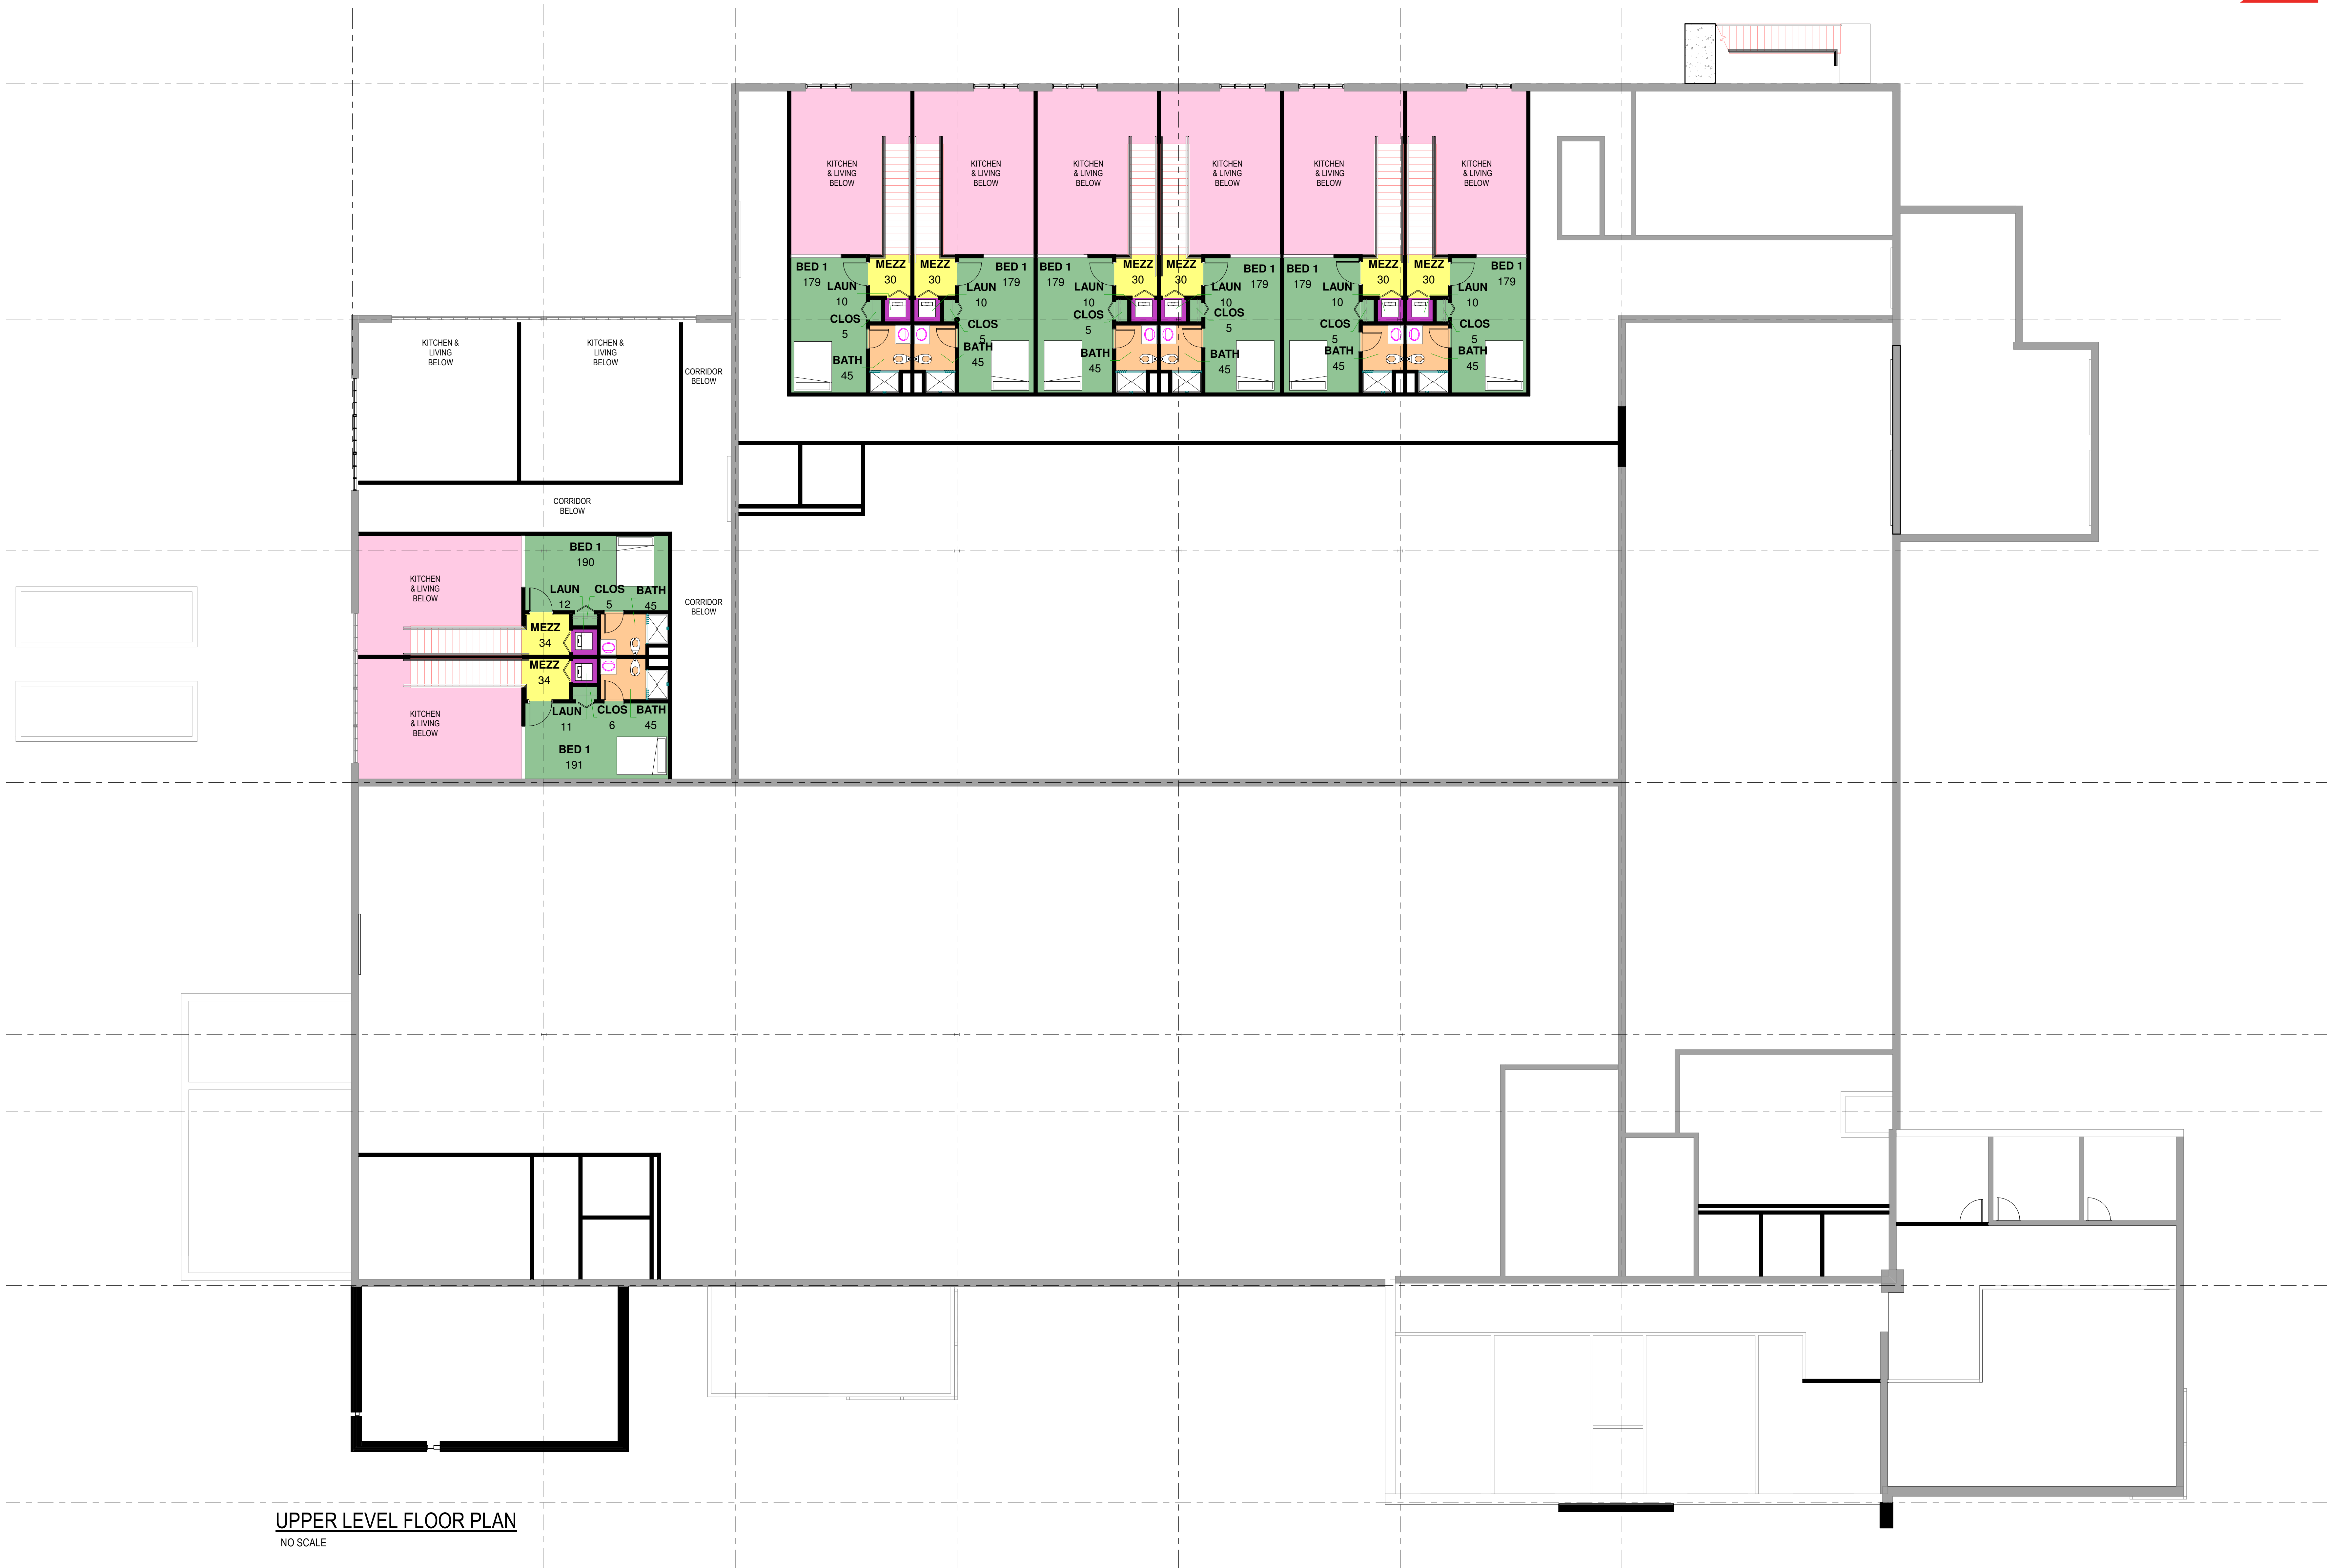 KITCHEN
& LIVING
BELOW
KITCHEN
& LIVING
BELOW
KITCHEN
& LIVING
BELOW
KITCHEN
& LIVING
BELOW
KITCHEN
& LIVING
BELOW
KITCHEN
& LIVING
BELOW
BED 1
179
MEZZ
30
LAUN
10
CLOS
5
BATH
45
MEZZ
30
BED 1
179
LAUN
10
CLOS
5
BATH
45
BED 1
179
MEZZ
30
LAUN
10
CLOS
5
BATH
45
MEZZ
30
BED 1
179
LAUN
10
CLOS
5
BATH
45
BED 1
179
MEZZ
30
LAUN
10
CLOS
5
BATH
45
MEZZ
30
BED 1
179
LAUN
10
CLOS
5
BATH
45
KITCHEN &
LIVING
BELOW
KITCHEN &
LIVING
BELOW
CORRIDOR
BELOW
CORRIDOR
BELOW
KITCHEN
& LIVING
BELOW
BED 1
190
LAUN
12
CLOS
5
BATH
45
MEZZ
34
CORRIDOR
BELOW
MEZZ
34
KITCHEN
& LIVING
BELOW
LAUN
11
CLOS
6
BATH
45
BED 1
191
UPPER LEVEL FLOOR PLAN
NO SCALE